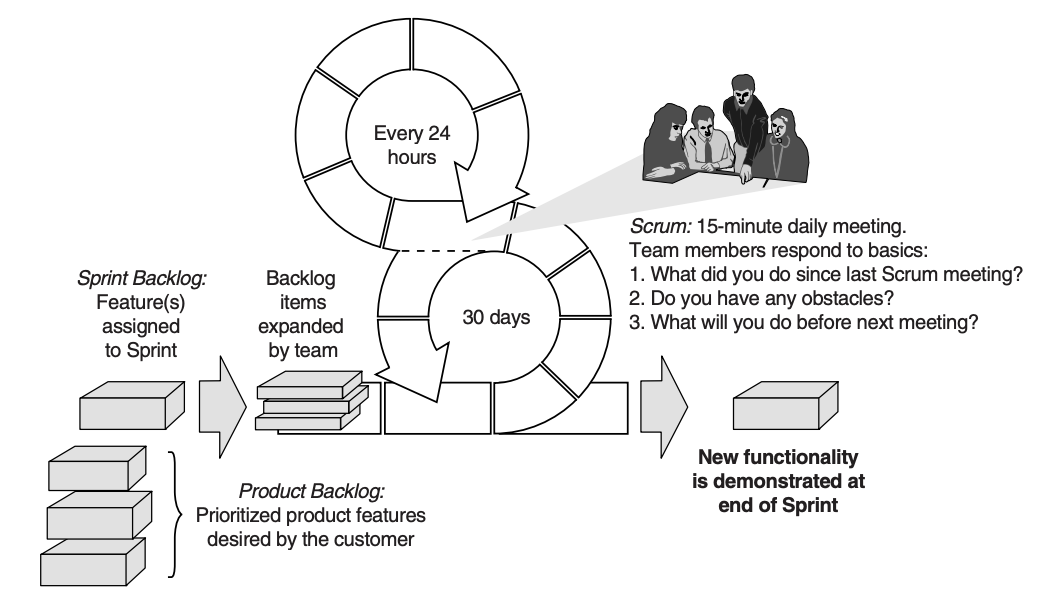 Every 24
hours
Scrum: 15-minute daily meeting.
Team members respond to basics:
1. What did you do since last Scrum meeting?
2. Do you have any obstacles?
3. What will you do before next meeting?
Sprint Backlog:
Feature(s)
assigned
to Sprint
Backlog
items
expanded
by team
30 days
New functionality
is demonstrated at
end of Sprint
Product Backlog:
Prioritized product features
desired by the customer